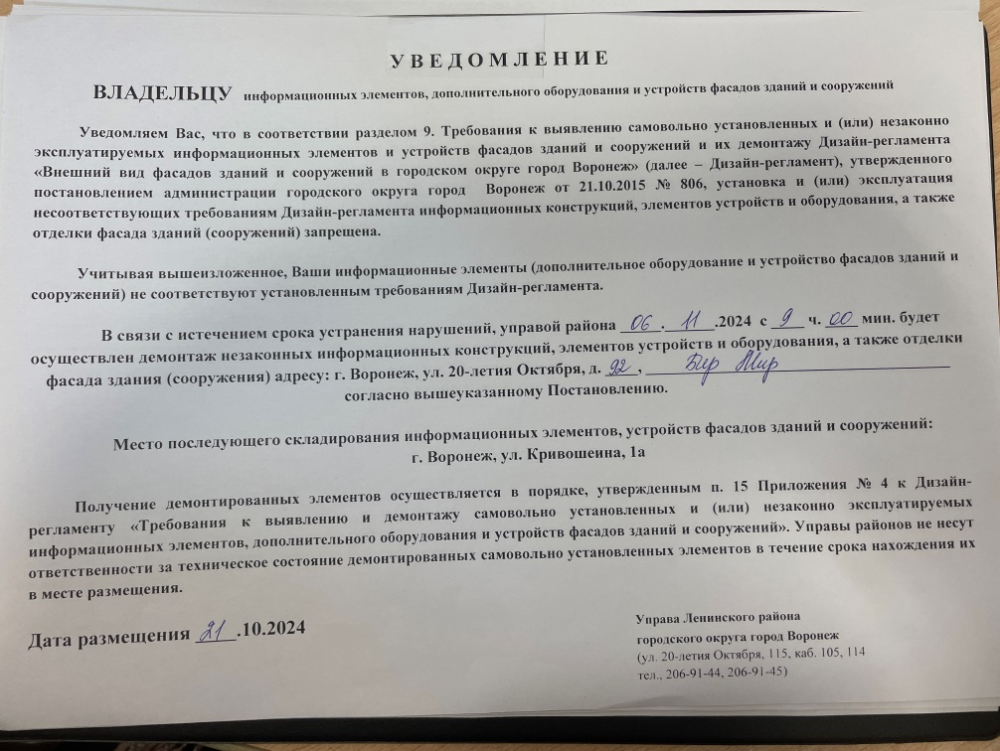 УВЕДОМЛЕНИЕ
ВЛАДЕЛЬЦУ информационных элементов, дополнительного оборудования и устройств фасадов зданий и сооружений
Уведомляем Вас, что в соответствии разделом 9. Требования к выявлению самовольно установленных и (или) незаконно
эксплуатируемых информационных элементов и устройств фасадов зданий и сооружений и их демонтажу Дизайн-регламента
«Внешний вид фасадов зданий и сооружений в городском округе город Воронеж» (далее – Дизайн-регламент), утвержденного
постановлением администрации городского округа город Воронеж от 21.10.2015 № 806, установка и (или) эксплуатация
несоответствующих требованиям Дизайн-регламента информационных конструкций, элементов устройств и оборудования, а также
отделки фасада зданий (сооружений) запрещена.
Учитывая вышеизложенное, Ваши информационные элементы (дополнительное оборудование и устройство фасадов зданий и
сооружений) не соответствуют установленным требованиям Дизайн-регламента.
В связи с истечением срока устранения нарушений, управой района 06.11.2024 с 9 ч. 00 мин. будет
осуществлен демонтаж незаконных информационных конструкций, элементов устройств и оборудования, а также отделки
фасада здания (сооружения) адресу: г. Воронеж, ул. 20-летия Октября, д. 92, Бир Мир
согласно вышеуказанному Постановлению.
Место последующего складирования информационных элементов, устройств фасадов зданий и сооружений:
г. Воронеж, ул. Кривошеина, 1а
Получение демонтированных элементов осуществляется в порядке, утвержденным п. 15 Приложения № 4 к Дизайн-
регламенту «Требования к выявлению и демонтажу самовольно установленных и (или) незаконно эксплуатируемых
информационных элементов, дополнительного оборудования и устройств фасадов зданий и сооружений». Управы районов не несут
ответственности за техническое состояние демонтированных самовольно установленных элементов в течение срока нахождения их
в месте размещения.
Дата размещения 21.10.2024
Управа Ленинского района
городского округа город Воронеж
(ул. 20-летия Октября, 115, каб. 105, 114
тел., 206-91-44, 206-91-45)